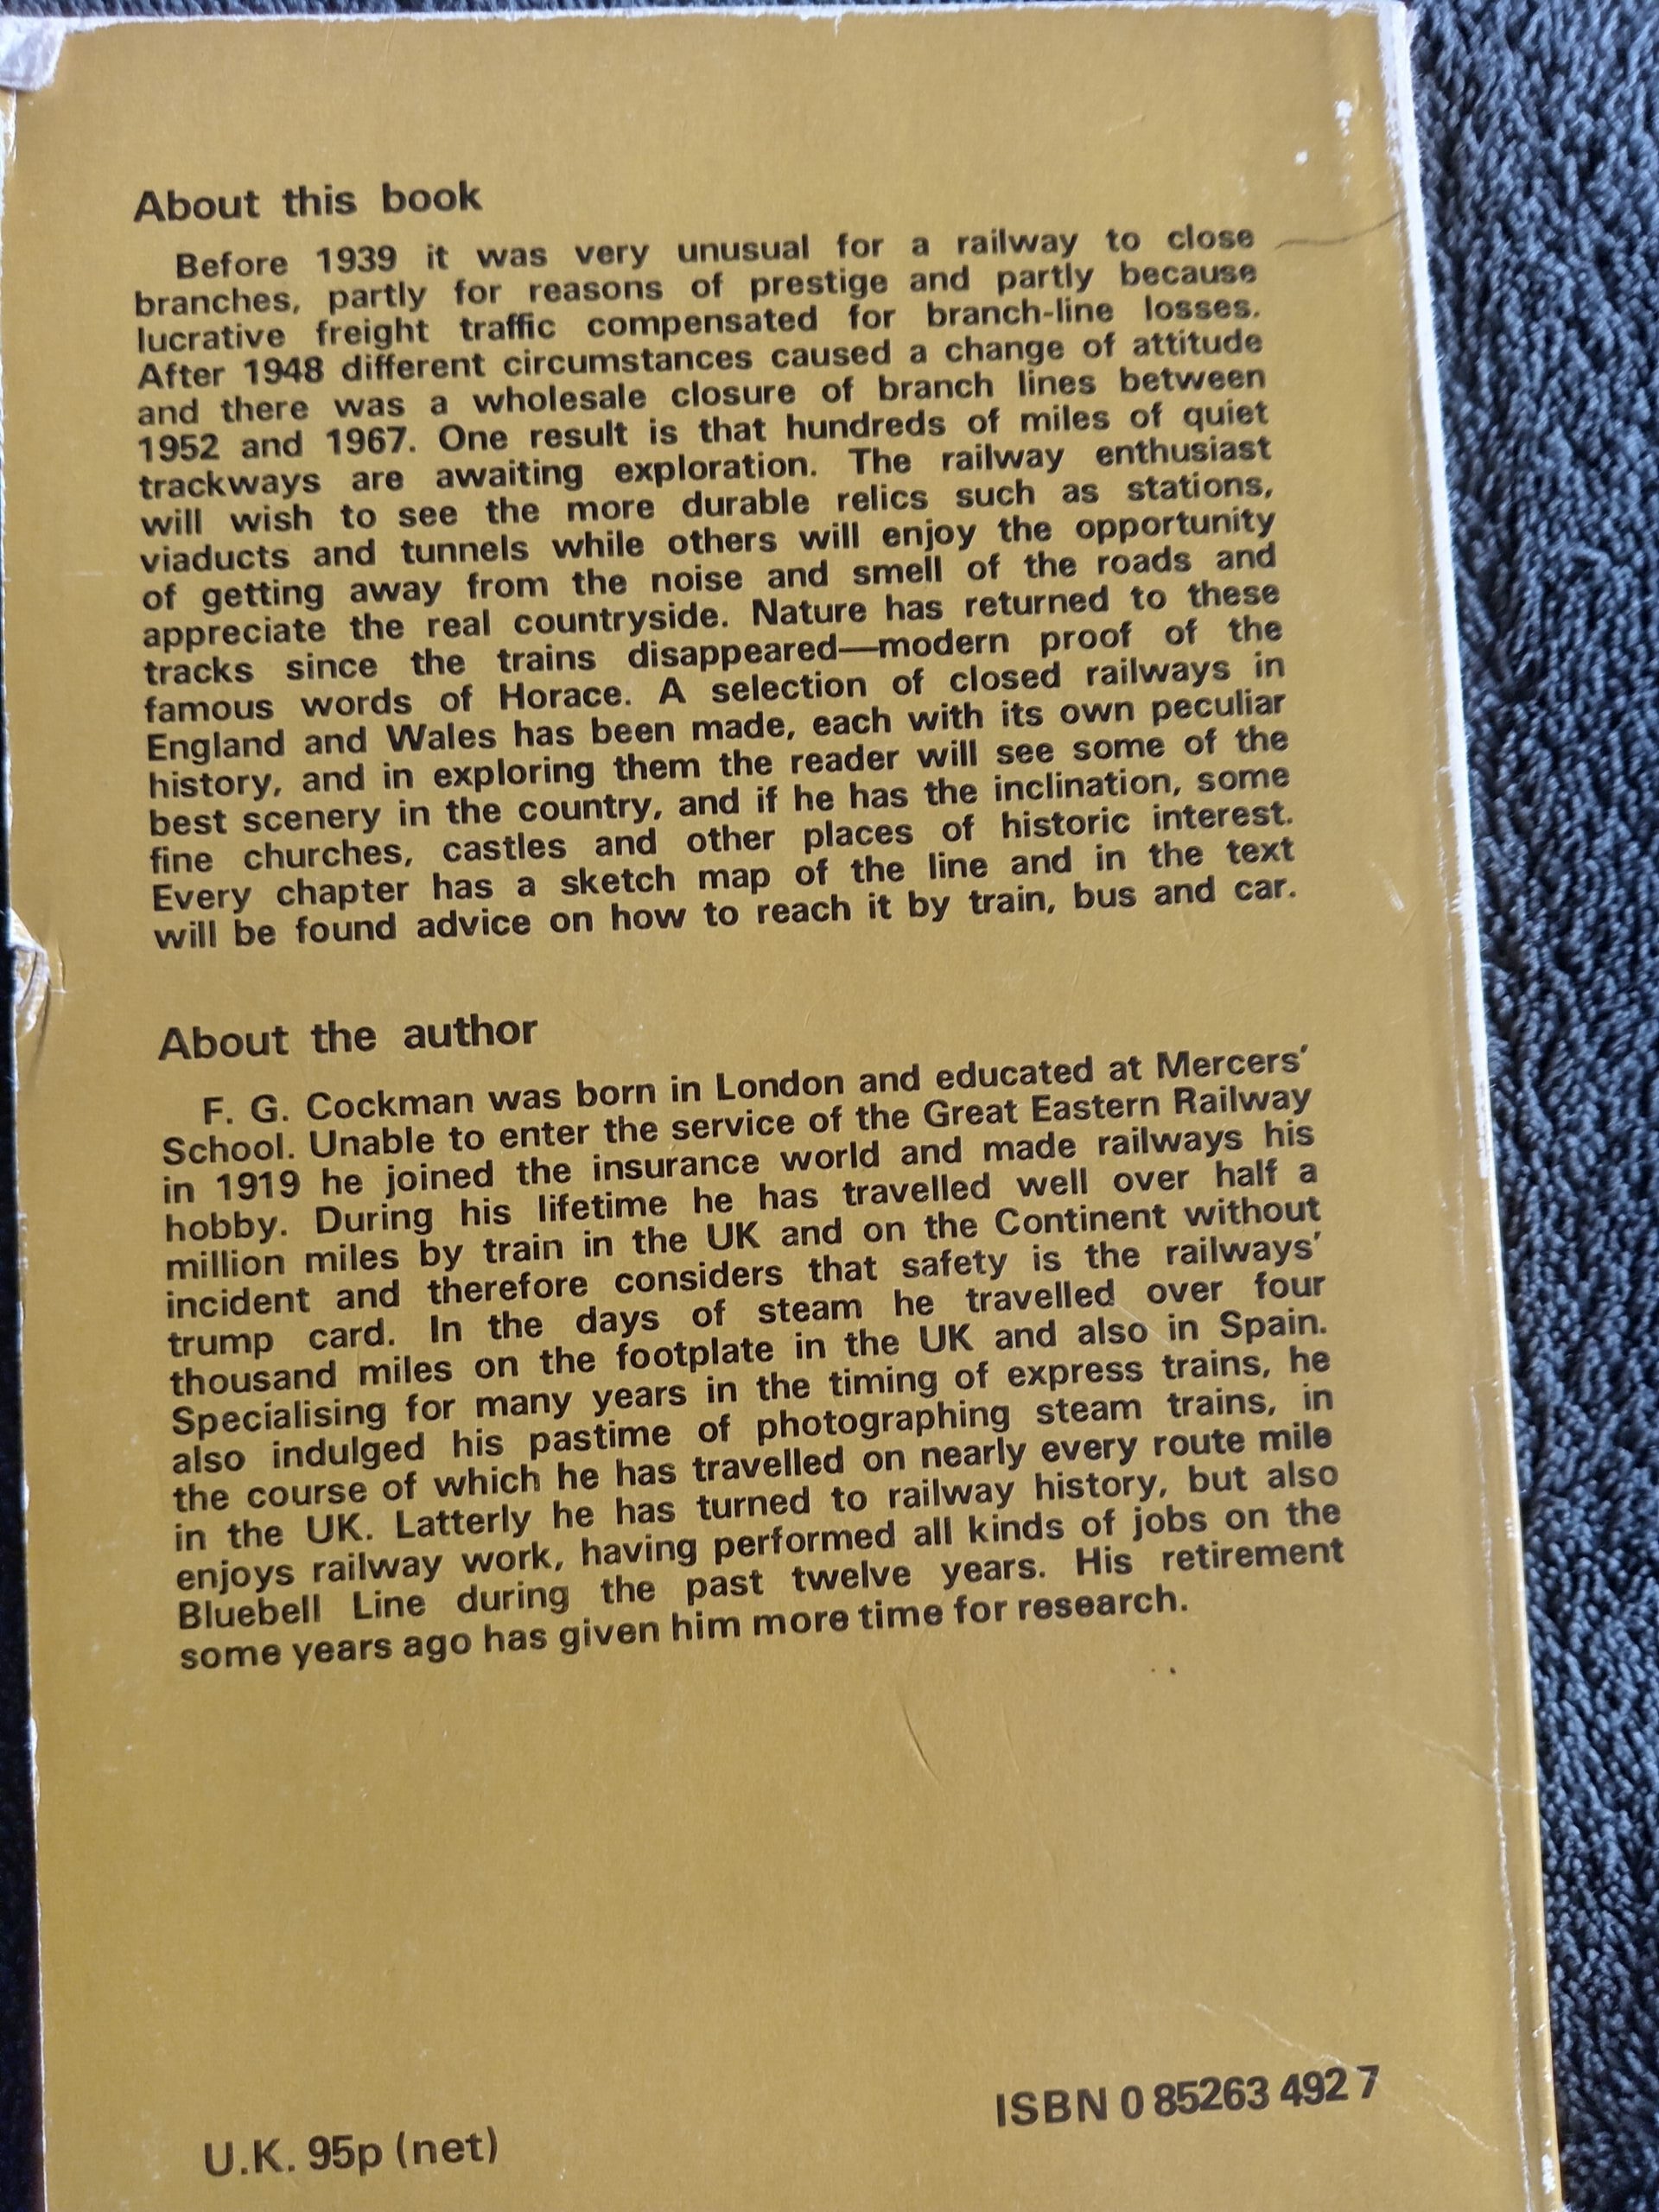 About this book
Before 1939 it was very unusual for a railway to close
branches, partly for reasons of prestige and partly because
lucrative freight traffic compensated for branch-line losses.
After 1948 different circumstances caused a change of attitude
and there was a wholesale closure of branch lines between
1952 and 1967. One result is that hundreds of miles of quiet
trackways are awaiting exploration. The railway enthusiast
will wish to see the more durable relics such as stations,
viaducts and tunnels while others will enjoy the opportunity
of getting away from the noise and smell of the roads and
appreciate the real countryside. Nature has returned to these
tracks since the trains disappeared—modern proof of the
famous words of Horace. A selection of closed railways in
England and Wales has been made, each with its own peculiar
history, and in exploring them the reader will see some of the
best scenery in the country, and if he has the inclination, some
fine churches, castles and other places of historic interest.
Every chapter has a sketch map of the line and in the text
will be found advice on how to reach it by train, bus and car.
About the author
F. G. Cockman was born in London and educated at Mercers'
School. Unable to enter the service of the Great Eastern Railway
in 1919 he joined the insurance world and made railways his
hobby. During his lifetime he has travelled well over half a
million miles by train in the UK and on the Continent without
incident and therefore considers that safety is the railways'
trump card. In the days of steam he travelled over four
thousand miles on the footplate in the UK and also in Spain.
Specialising for many years in the timing of express trains, he
also indulged his pastime of photographing steam trains, in
the course of which he has travelled on nearly every route mile
in the UK. Latterly he has turned to railway history, but also
enjoys railway work, having performed all kinds of jobs on the
Bluebell Line during the past twelve years. His retirement
some years ago has given him more time for research.
ISBN 0 85263 492 7
U.K. 95p (net)